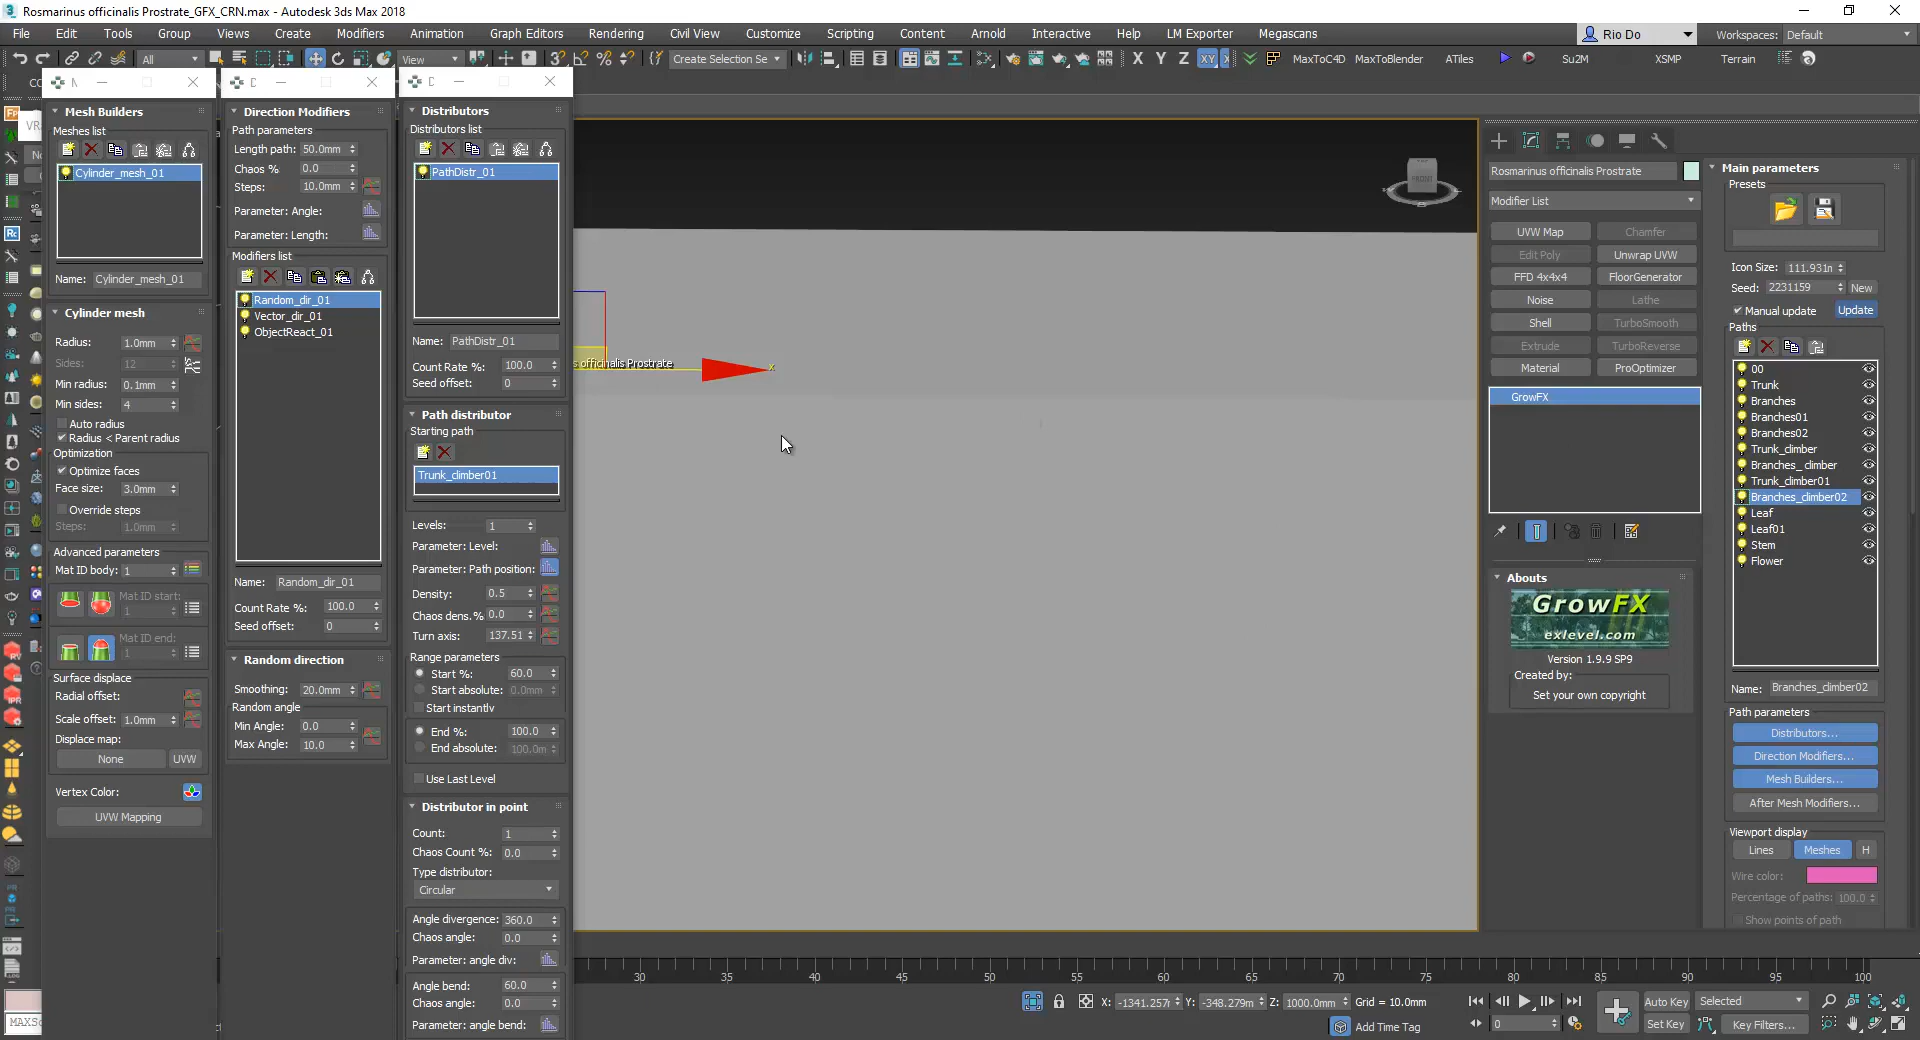 Rosmarinus officinalis Prostrate_GFX_CRN.max - Autodesk 3ds Max 2018
File Edit Tools Group Views Create Modifiers Animation Graph Editors Rendering Civil View Customize Scripting Content Arnold Interactive Help LM Exporter Megascans Rio Do Workspaces: Default
All View Create Selection Se X Y Z XY MaxToC4D MaxToBlender ATiles Su2M XSMP Terrain
Mesh Builders
Meshes list
Cylinder_mesh_01
Name: Cylinder_mesh_01
Cylinder mesh
Radius: 1.0mm
Sides: 12
Min radius: 0.1mm
Min sides: 4
Auto radius
Radius < Parent radius
Optimization
Optimize faces
Face size: 3.0mm
Override steps
Steps: 1.0mm
Advanced parameters
Mat ID body: 1
Mat ID start:
1
Mat ID end:
1
Surface displace
Radial offset:
Scale offset: 1.0mm
Displace map:
None UVW
Vertex Color:
UVW Mapping
Direction Modifiers
Path parameters
Length path: 50.0mm
Chaos % 0.0
Steps: 10.0mm
Parameter: Angle:
Parameter: Length:
Modifiers list
Random_dir_01
Vector_dir_01
ObjectReact_01
Name: Random_dir_01
Count Rate %: 100.0
Seed offset: 0
Random direction
Smoothing: 20.0mm
Random angle
Min Angle: 0.0
Max Angle: 10.0
Distributors
Distributors list
PathDistr_01
Name: PathDistr_01
Count Rate %: 100.0
Seed offset: 0
Path distributor
Starting path
Trunk_climber01
Levels: 1
Parameter: Level:
Parameter: Path position:
Density: 0.5
Chaos dens.% 0.0
Turn axis: 137.51
Range parameters
Start %: 60.0
Start absolute: 0.0mm
Start instantly
End %: 100.0
End absolute: 100.0m
Use Last Level
Distributor in point
Count: 1
Chaos Count %: 0.0
Type distributor:
Circular
Angle divergence: 360.0
Chaos angle: 0.0
Parameter: angle div:
Angle bend: 60.0
Chaos angle: 0.0
Parameter: angle bend:
s officinalis Prostrate
x
FRONT
Rosmarinus officinalis Prostrate
Modifier List
UVW Map Chamfer
Edit Poly Unwrap UVW
FFD 4x4x4 FloorGenerator
Noise Lathe
Shell TurboSmooth
Extrude TurboReverse
Material ProOptimizer
GrowFX
Abouts
GrowFX
exlevel.com
Version 1.9.9 SP9
Created by:
Set your own copyright
Main parameters
Presets
Icon Size: 111.931n
Seed: 2231159 New
Manual update Update
Paths
00
Trunk
Branches
Branches01
Branches02
Trunk_climber
Branches_ climber
Trunk_climber01
Branches_climber02
Leaf
Leaf01
Stem
Flower
Name: Branches_climber02
Path parameters
Distributors...
Direction Modifiers...
Mesh Builders...
After Mesh Modifiers...
Viewport display
Lines Meshes H
Wire color:
Percentage of paths: 100.0
Show points of path
30 35 40 45 50 55 60 65 70 75 80 85 90 95 100
X: -1341.257r Y: -348.279m Z: 1000.0mm Grid = 10.0mm
Add Time Tag
0
Auto Key Selected
Set Key Key Filters...
MAXSc